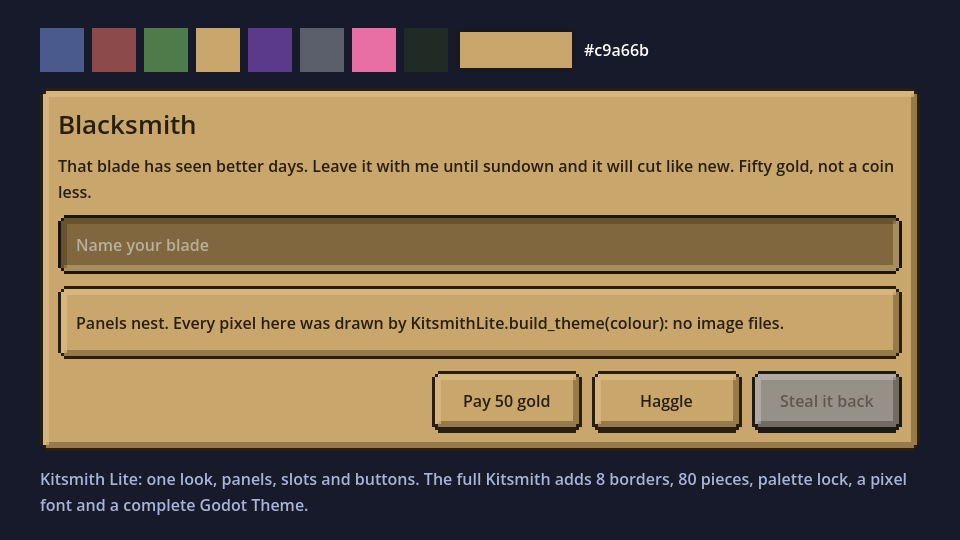 #c9a66b
Blacksmith
That blade has seen better days. Leave it with me until sundown and it will cut like new. Fifty gold, not a coin
less.
Name your blade
Panels nest. Every pixel here was drawn by KitsmithLite.build_theme(colour): no image files.
Pay 50 gold
Haggle
Steal it back
Kitsmith Lite: one look, panels, slots and buttons. The full Kitsmith adds 8 borders, 80 pieces, palette lock, a pixel
font and a complete Godot Theme.